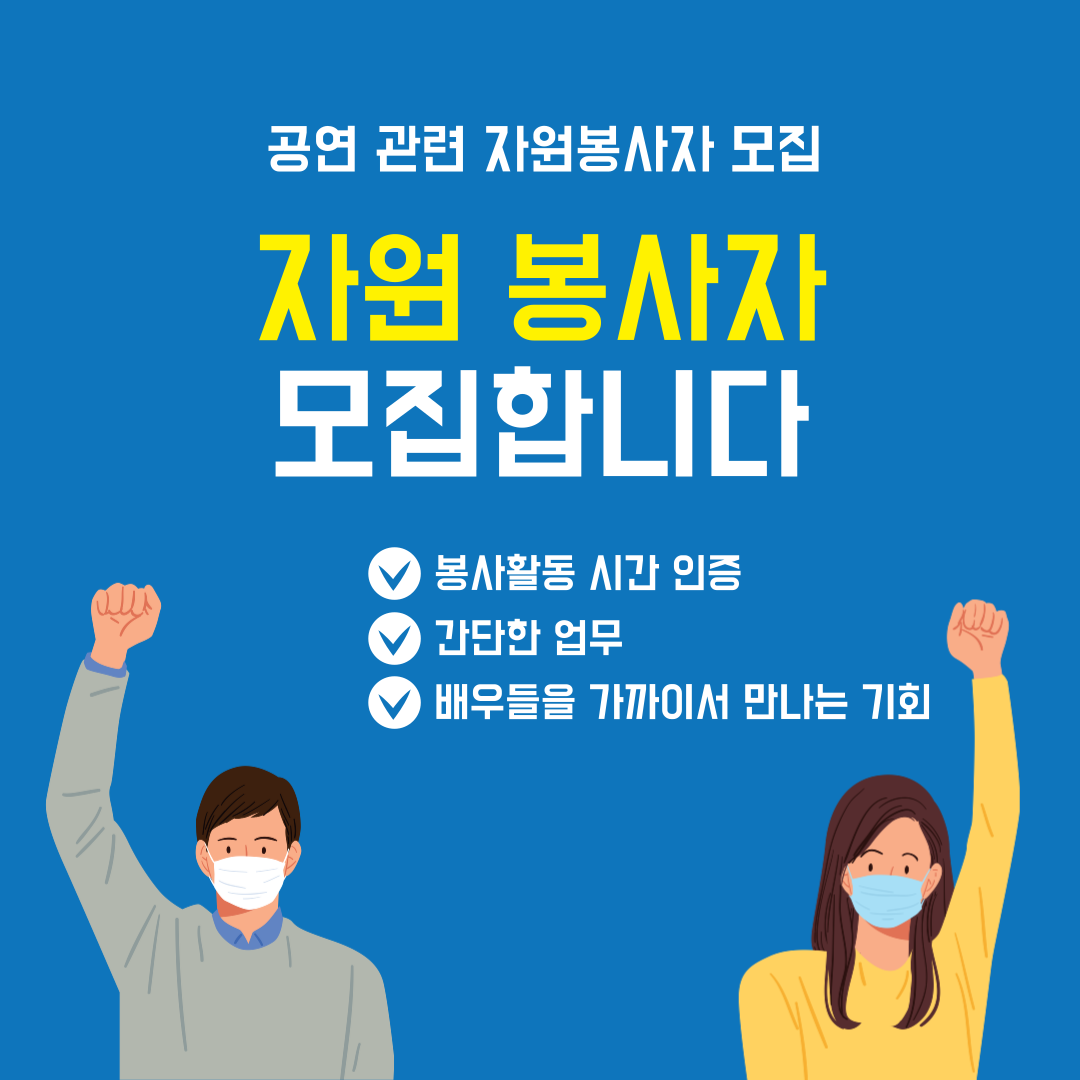 공연 관련 자원봉사자 모집
자원 봉사자
모집합니다
봉사활동 시간 인증
간단한 업무
배우들을 가까이서 만나는 기회